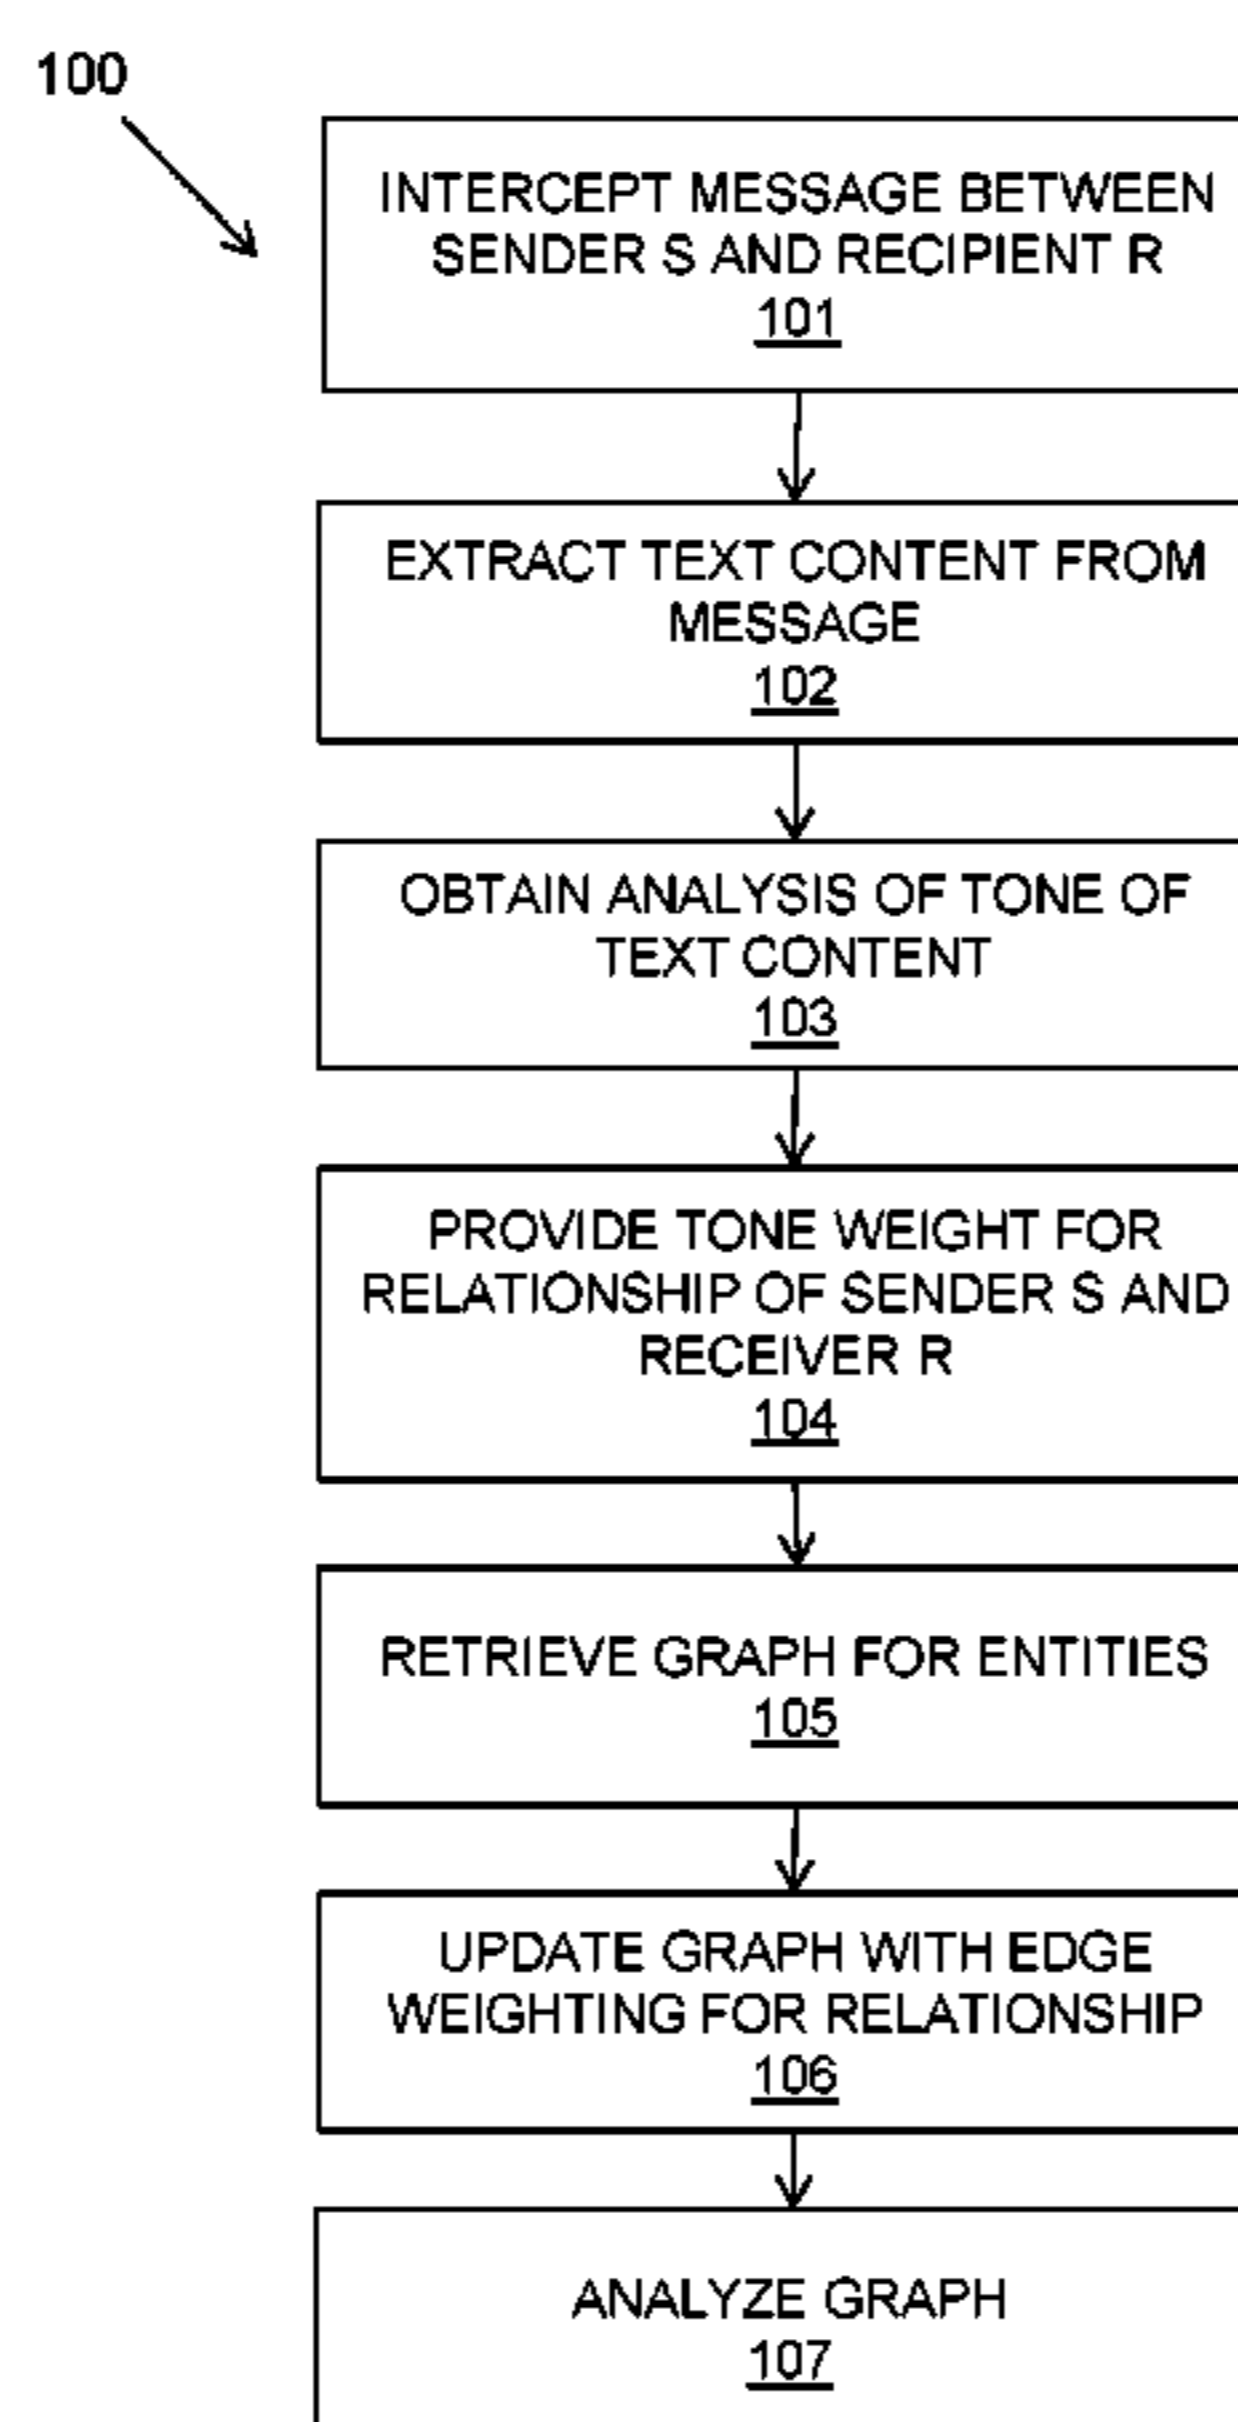 100
INTERCEPT MESSAGE BETWEEN
SENDER S AND RECIPIENT R
101
EXTRACT TEXT CONTENT FROM
MESSAGE
102
OBTAIN ANALYSIS OF TONE OF
TEXT CONTENT
103
PROVIDE TONE WEIGHT FOR
RELATIONSHIP OF SENDER S AND
RECEIVER R
104
RETRIEVE GRAPH FOR ENTITIES
105
UPDATE GRAPH WITH EDGE
WEIGHTING FOR RELATIONSHIP
106
ANALYZE GRAPH
107